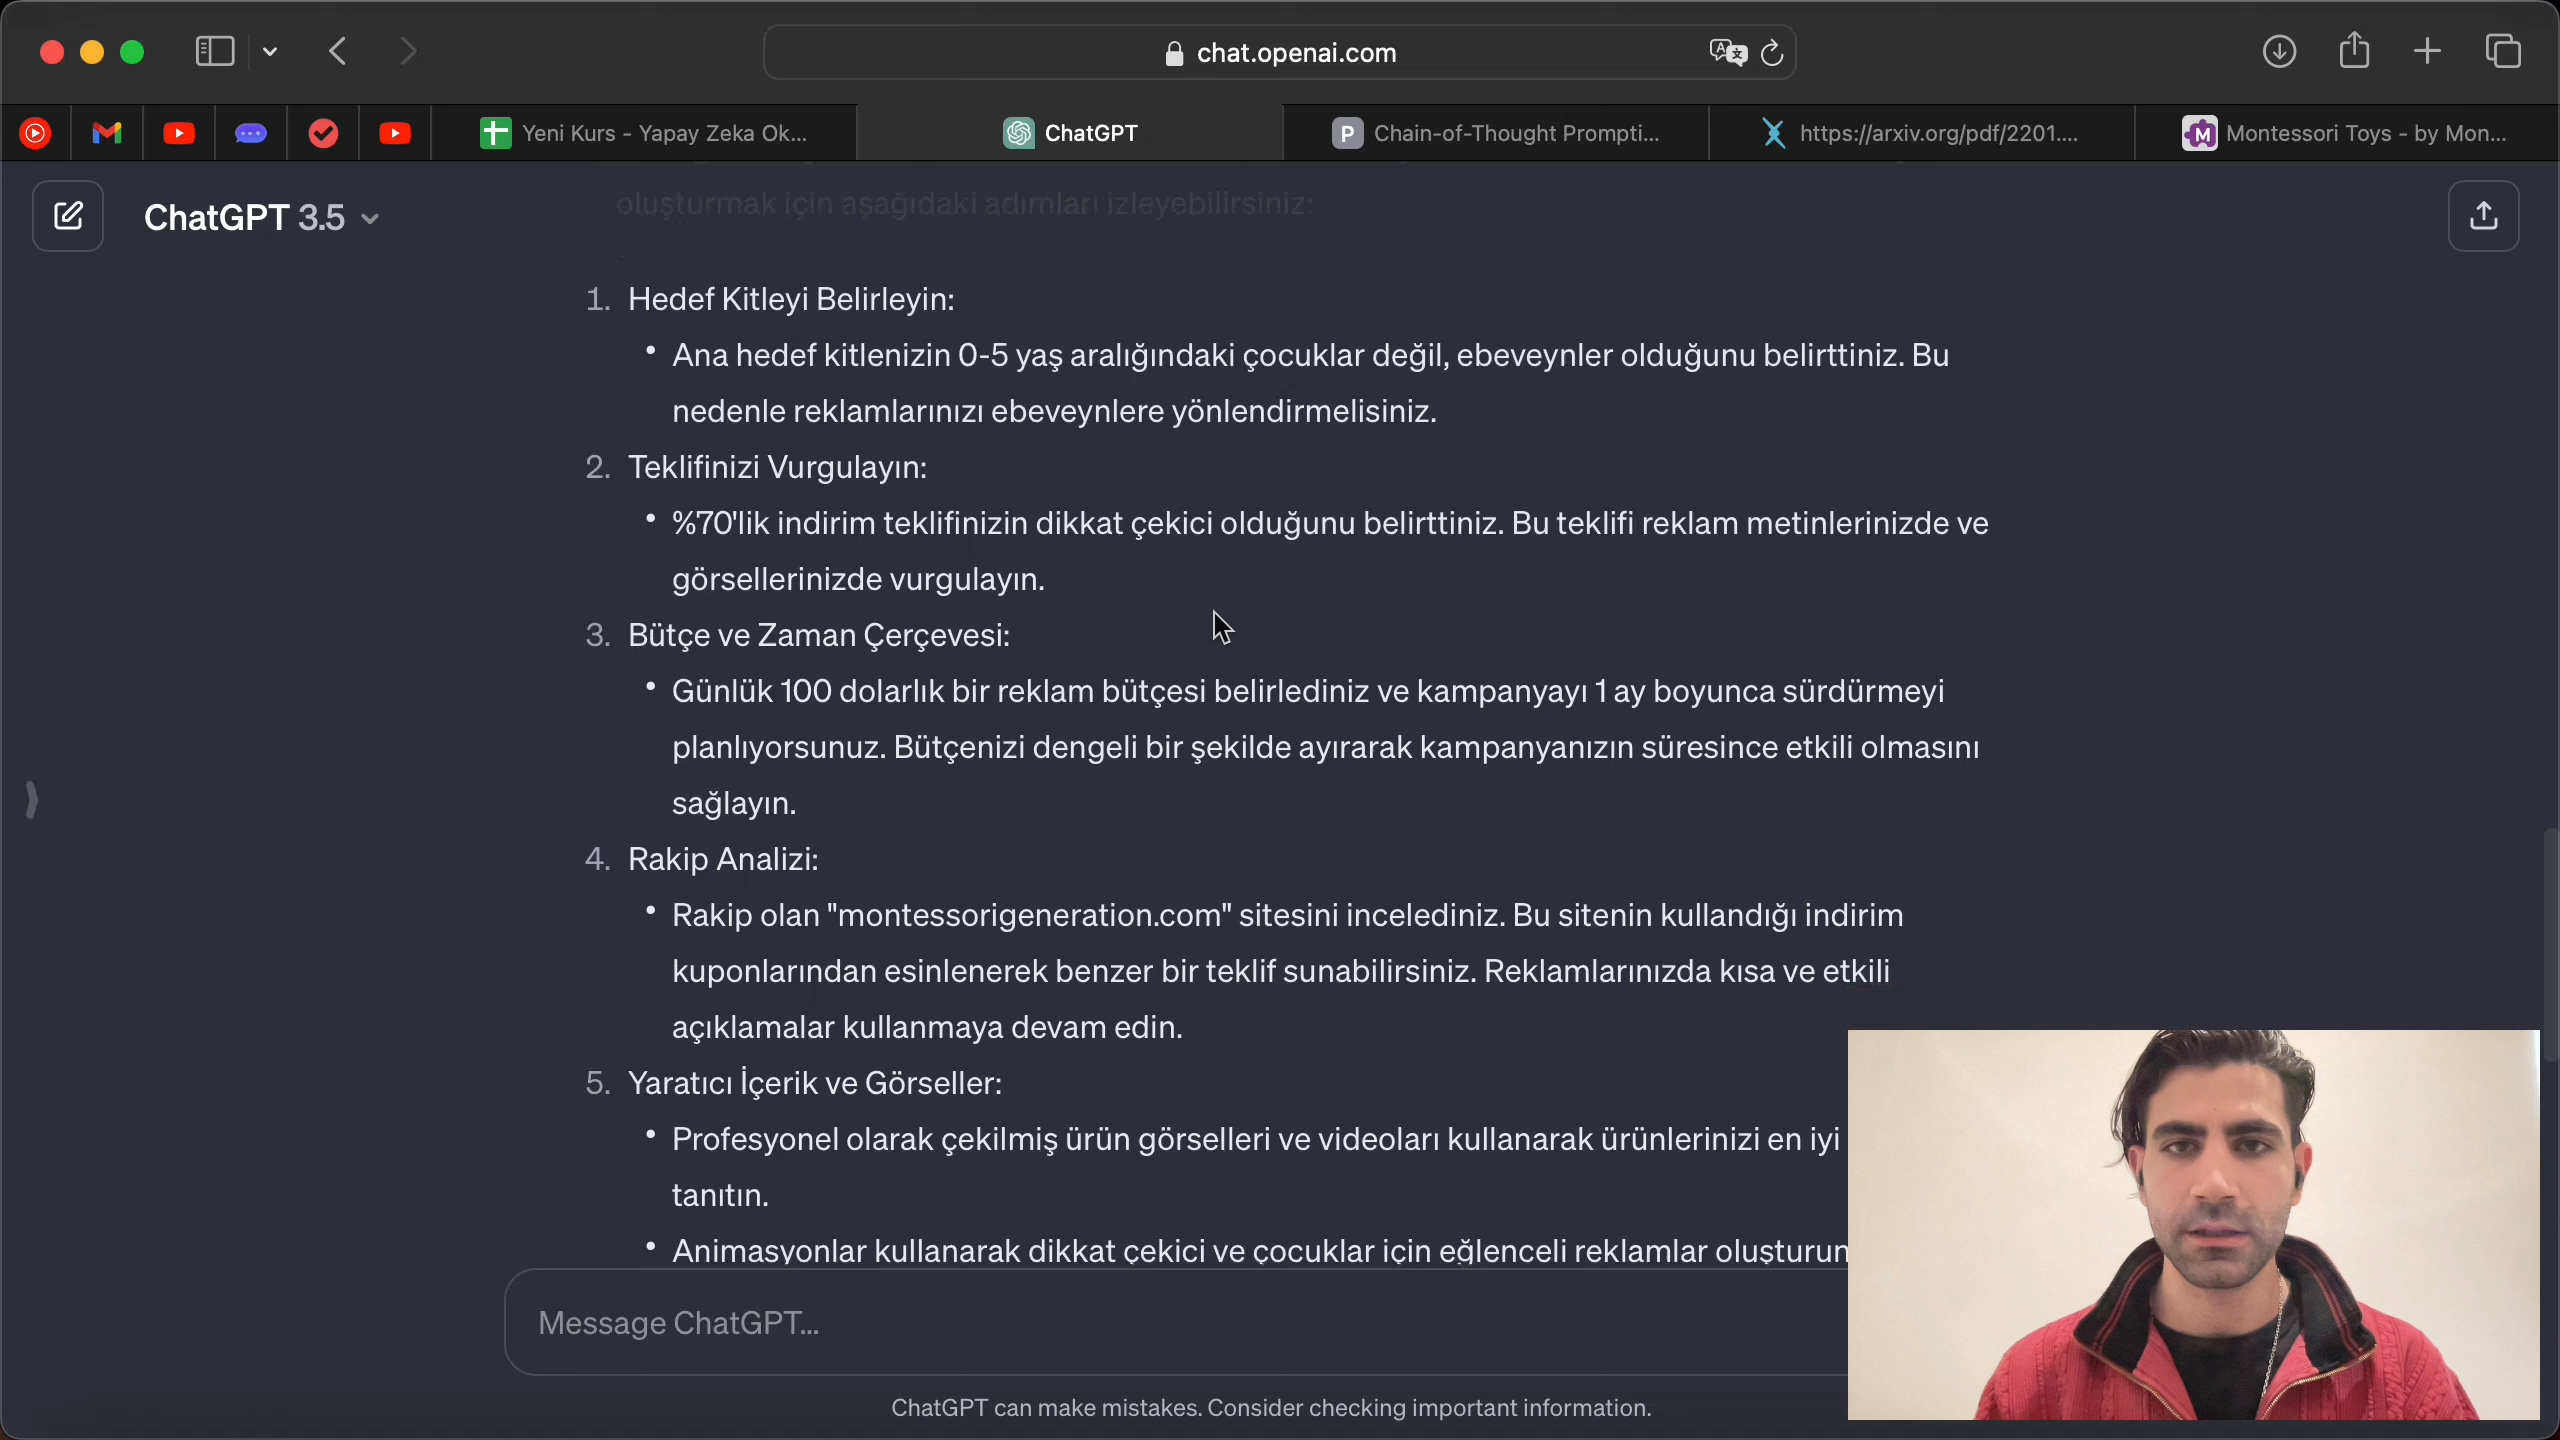 chat.openai.com
Yeni Kurs - Yapay Zeka Ok...
ChatGPT
P Chain-of-Thought Prompti...
https://arxiv.org/pdf/2201....
M Montessori Toys - by Mon...
ChatGPT 3.5
oluşturmak için aşağıdaki adımları izleyebilirsiniz:
1. Hedef Kitleyi Belirleyin:
• Ana hedef kitlenizin 0-5 yaş aralığındaki çocuklar değil, ebeveynler olduğunu belirttiniz. Bu
nedenle reklamlarınızı ebeveynlere yönlendirmelisiniz.
2. Teklifinizi Vurgulayın:
• %70'lik indirim teklifinizin dikkat çekici olduğunu belirttiniz. Bu teklifi reklam metinlerinizde ve
görsellerinizde vurgulayın.
3. Bütçe ve Zaman Çerçevesi:
• Günlük 100 dolarlık bir reklam bütçesi belirlediniz ve kampanyayı 1 ay boyunca sürdürmeyi
planlıyorsunuz. Bütçenizi dengeli bir şekilde ayırarak kampanyanızın süresince etkili olmasını
sağlayın.
4. Rakip Analizi:
• Rakip olan "montessorigeneration.com" sitesini incelediniz. Bu sitenin kullandığı indirim
kuponlarından esinlenerek benzer bir teklif sunabilirsiniz. Reklamlarınızda kısa ve etkili
açıklamalar kullanmaya devam edin.
5. Yaratıcı İçerik ve Görseller:
• Profesyonel olarak çekilmiş ürün görselleri ve videoları kullanarak ürünlerinizi en iyi
tanıtın.
• Animasyonlar kullanarak dikkat çekici ve çocuklar için eğlenceli reklamlar oluşturun
Message ChatGPT...
ChatGPT can make mistakes. Consider checking important information.